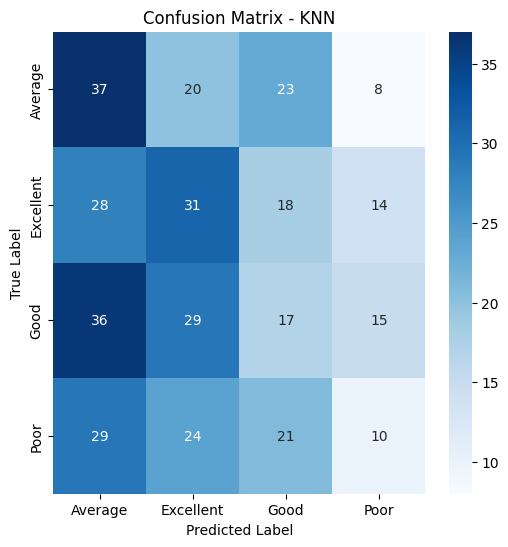 Confusion Matrix - KNN
True Label
Average 37 20 23 8
Excellent 28 31 18 14
Good 36 29 17 15
Poor 29 24 21 10
Average Excellent Good Poor
Predicted Label
35
30
25
20
15
10